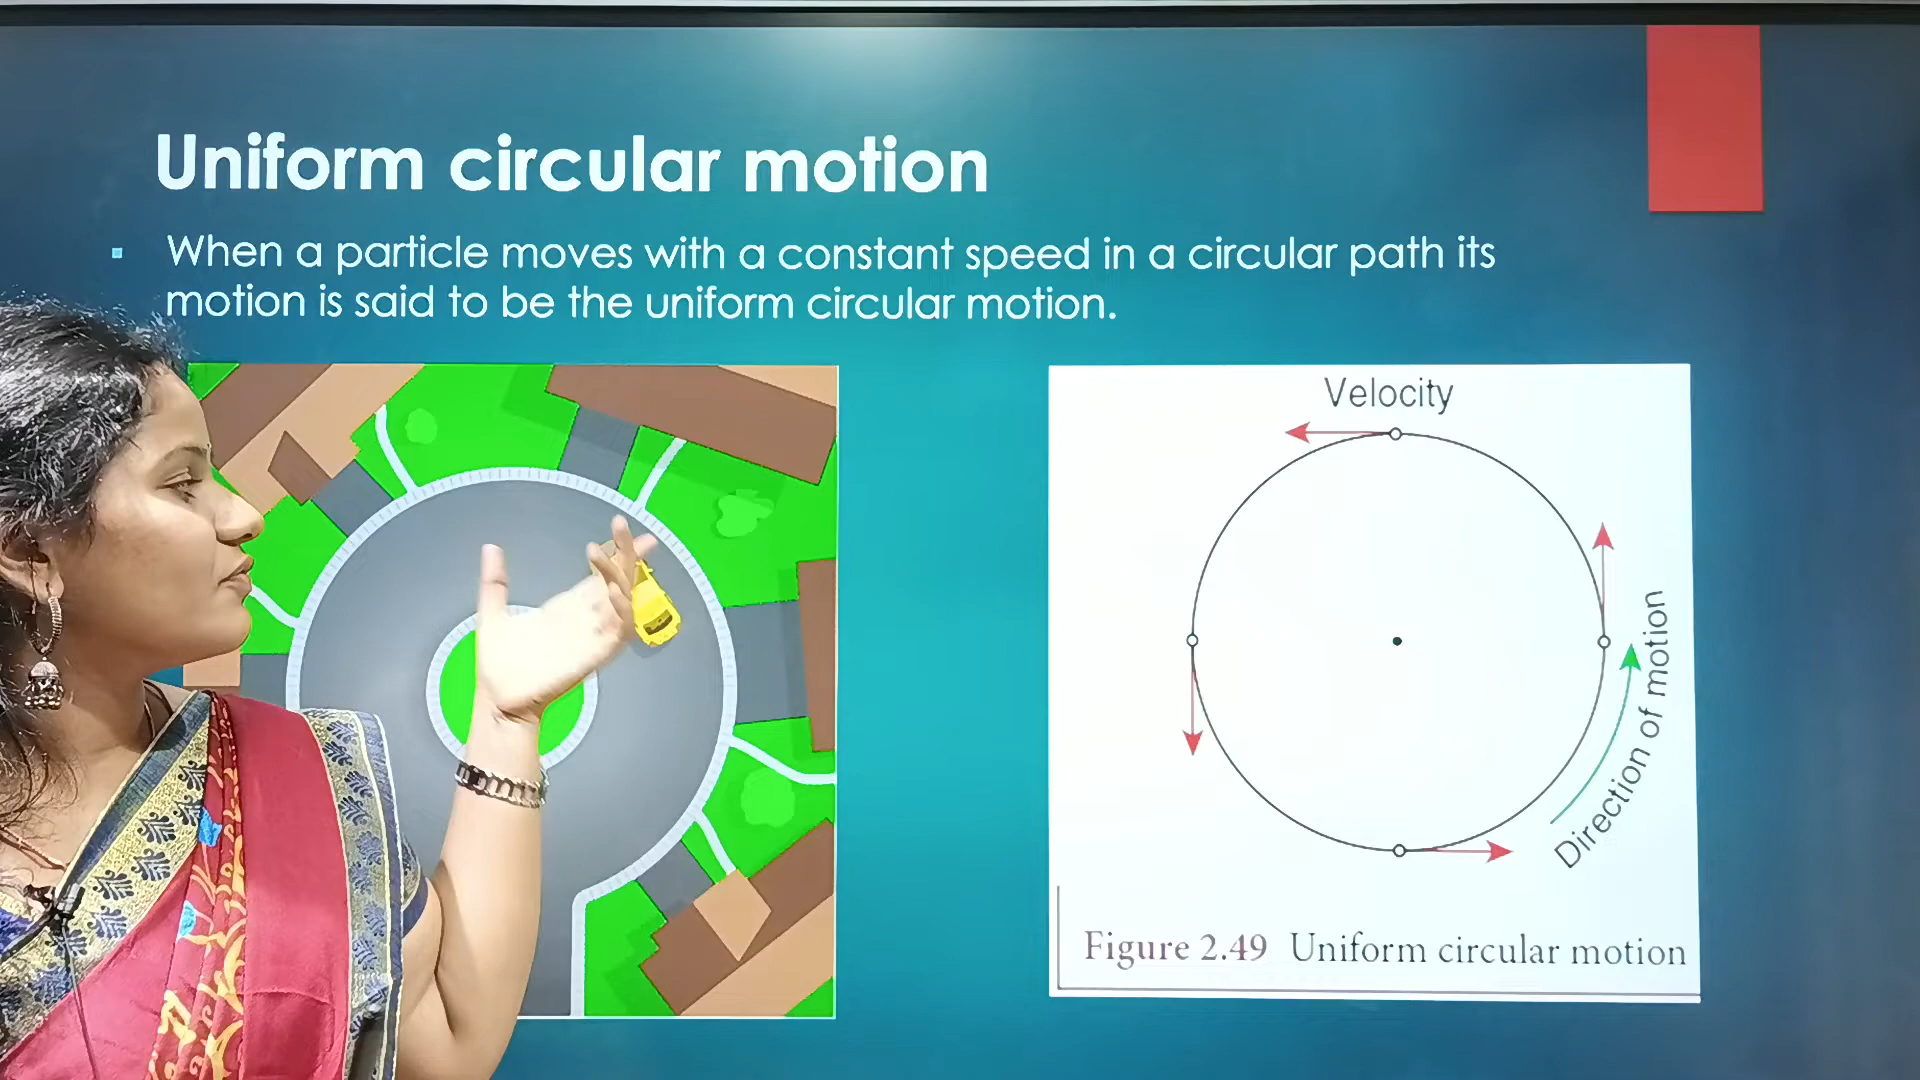 Uniform circular motion
When a particle moves with a constant speed in a circular path its
motion is said to be the uniform circular motion.
Velocity
Direction of motion
Figure 2.49 Uniform circular motion